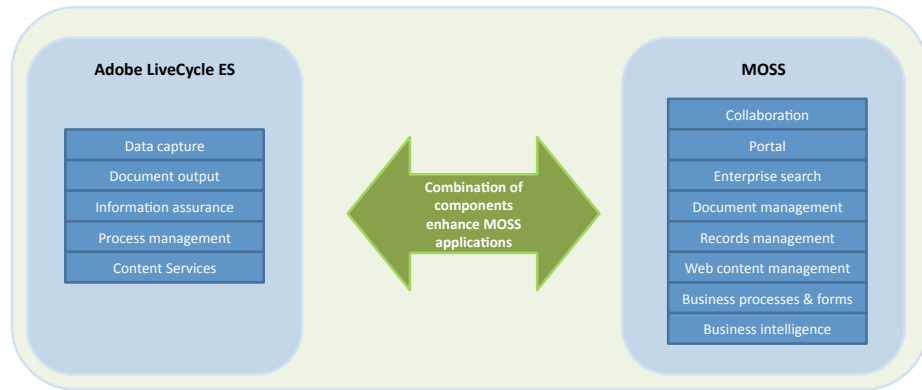 Adobe LiveCycle ES
Data capture
Document output
Information assurance
Process management
Content Services
Combination of
components
enhance MOSS
applications
MOSS
Collaboration
Portal
Enterprise search
Document management
Records management
Web content management
Business processes & forms
Business intelligence